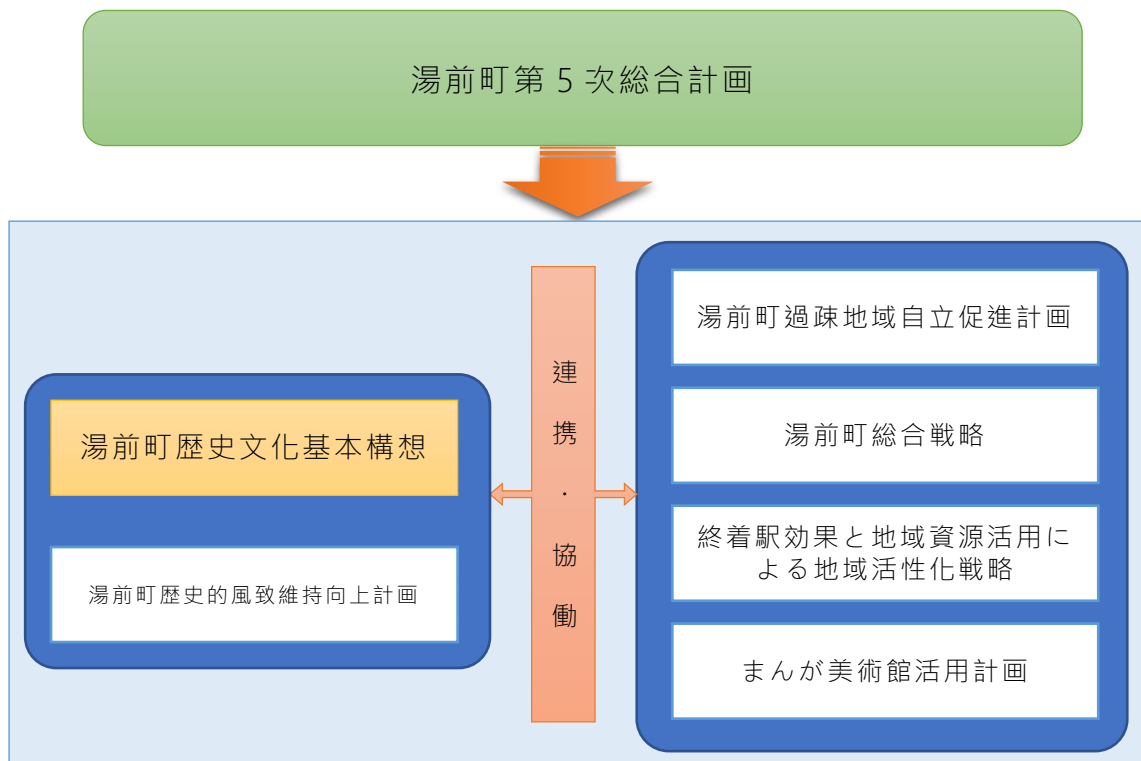 湯前町第5次総合計画
湯前町歴史文化基本構想
湯前町歴史的風致維持向上計画
連携・協働
湯前町過疎地域自立促進計画
湯前町総合戦略
終着駅効果と地域資源活用に
よる地域活性化戦略
まんが美術館活用計画